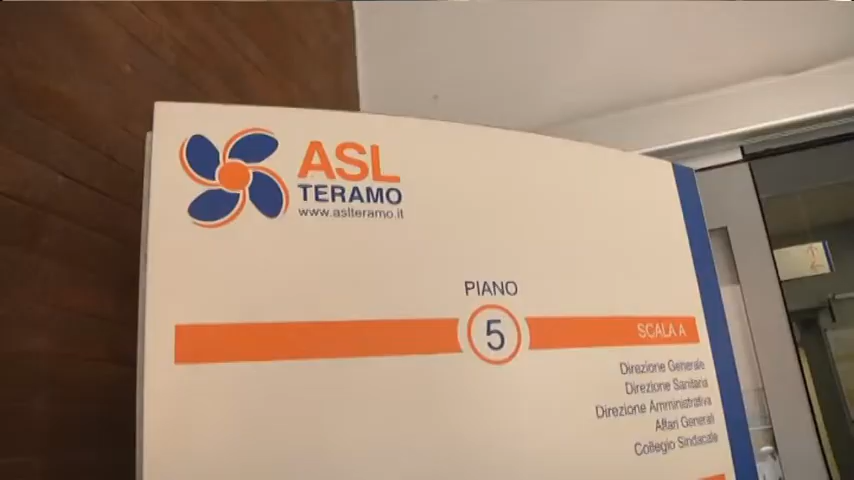 ASL
TERAMO
www.aslteramo.it
PIANO
5
SCALA A
Direzione Generale
Direzione Sanitaria
Direzione Amministrativa
Affari Generali
Collegio Sindacale